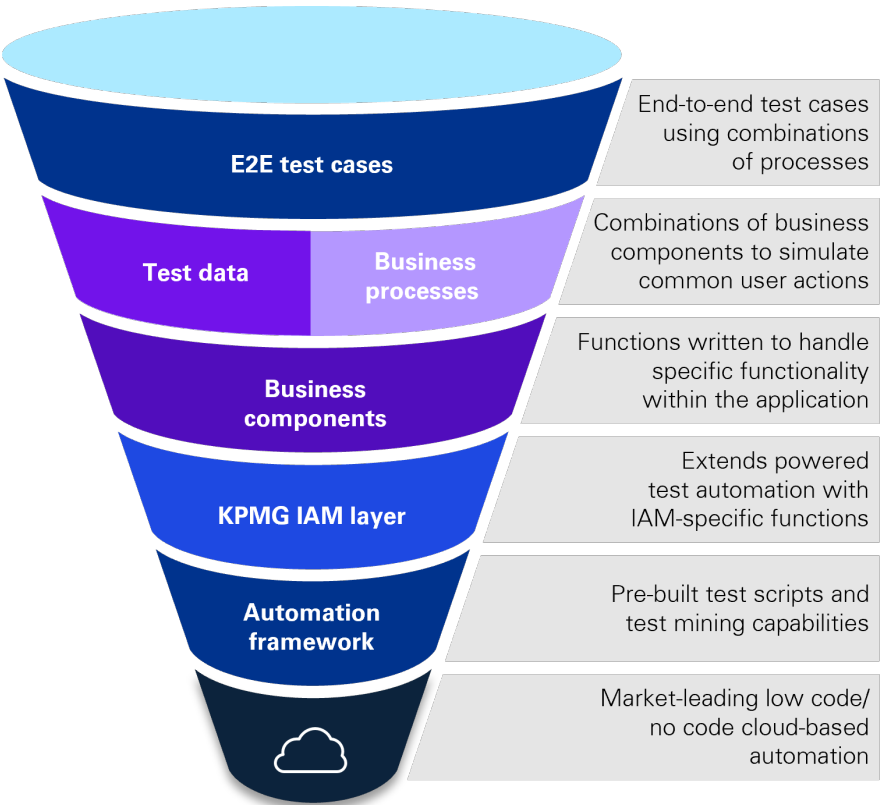 E2E test cases
End-to-end test cases
using combinations
of processes
Test data
Business
processes
Combinations of business
components to simulate
common user actions
Business
components
Functions written to handle
specific functionality
within the application
KPMG IAM layer
Extends powered
test automation with
IAM-specific functions
Automation
framework
Pre-built test scripts and
test mining capabilities
Market-leading low code/
no code cloud-based
automation